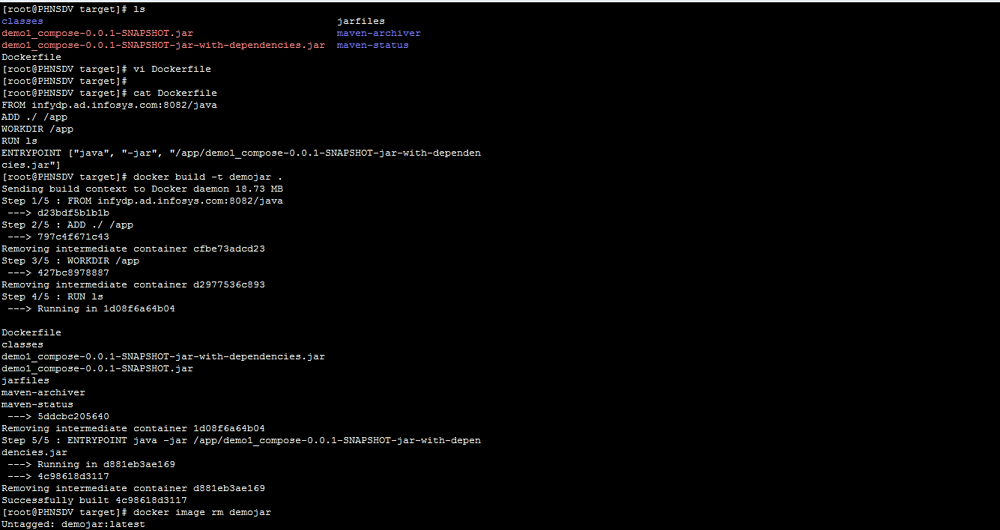 [root@PHNSDV target]# ls
classes jarfiles
demo1_compose-0.0.1-SNAPSHOT.jar maven-archiver
demo1_compose-0.0.1-SNAPSHOT-jar-with-dependencies.jar maven-status
Dockerfile
[root@PHNSDV target]# vi Dockerfile
[root@PHNSDV target]#
[root@PHNSDV target]# cat Dockerfile
FROM infydp.ad.infosys.com:8082/java
ADD ./ /app
WORKDIR /app
RUN ls
ENTRYPOINT ["java", "-jar", "/app/demo1_compose-0.0.1-SNAPSHOT-jar-with-dependen
cies.jar"]
[root@PHNSDV target]# docker build -t demojar .
Sending build context to Docker daemon 18.73 MB
Step 1/5 : FROM infydp.ad.infosys.com:8082/java
 ---> d23bdf5b1b1b
Step 2/5 : ADD ./ /app
 ---> 797c4f671c43
Removing intermediate container cfbe73adcd23
Step 3/5 : WORKDIR /app
 ---> 427bc8978887
Removing intermediate container d2977536c893
Step 4/5 : RUN ls
 ---> Running in 1d08f6a64b04
Dockerfile
classes
demo1_compose-0.0.1-SNAPSHOT-jar-with-dependencies.jar
demo1_compose-0.0.1-SNAPSHOT.jar
jarfiles
maven-archiver
maven-status
 ---> 5ddcbc205640
Removing intermediate container 1d08f6a64b04
Step 5/5 : ENTRYPOINT java -jar /app/demo1_compose-0.0.1-SNAPSHOT-jar-with-depen
dencies.jar
 ---> Running in d881eb3ae169
 ---> 4c98618d3117
Removing intermediate container d881eb3ae169
Successfully built 4c98618d3117
[root@PHNSDV target]# docker image rm demojar
Untagged: demojar:latest